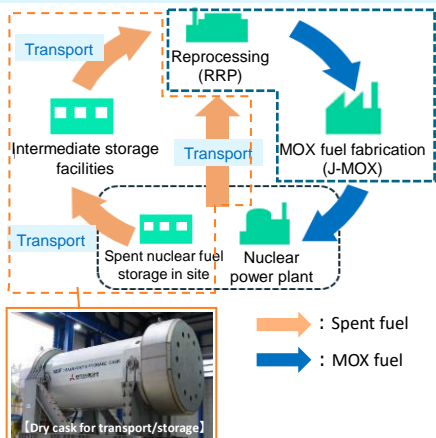 Transport
Reprocessing
(RRP)
Intermediate storage
facilities
Transport
MOX fuel fabrication
(J-MOX)
Transport
Spent nuclear fuel
storage in site
Nuclear
power plant
: Spent fuel
: MOX fuel
【Dry cask for transport/storage】